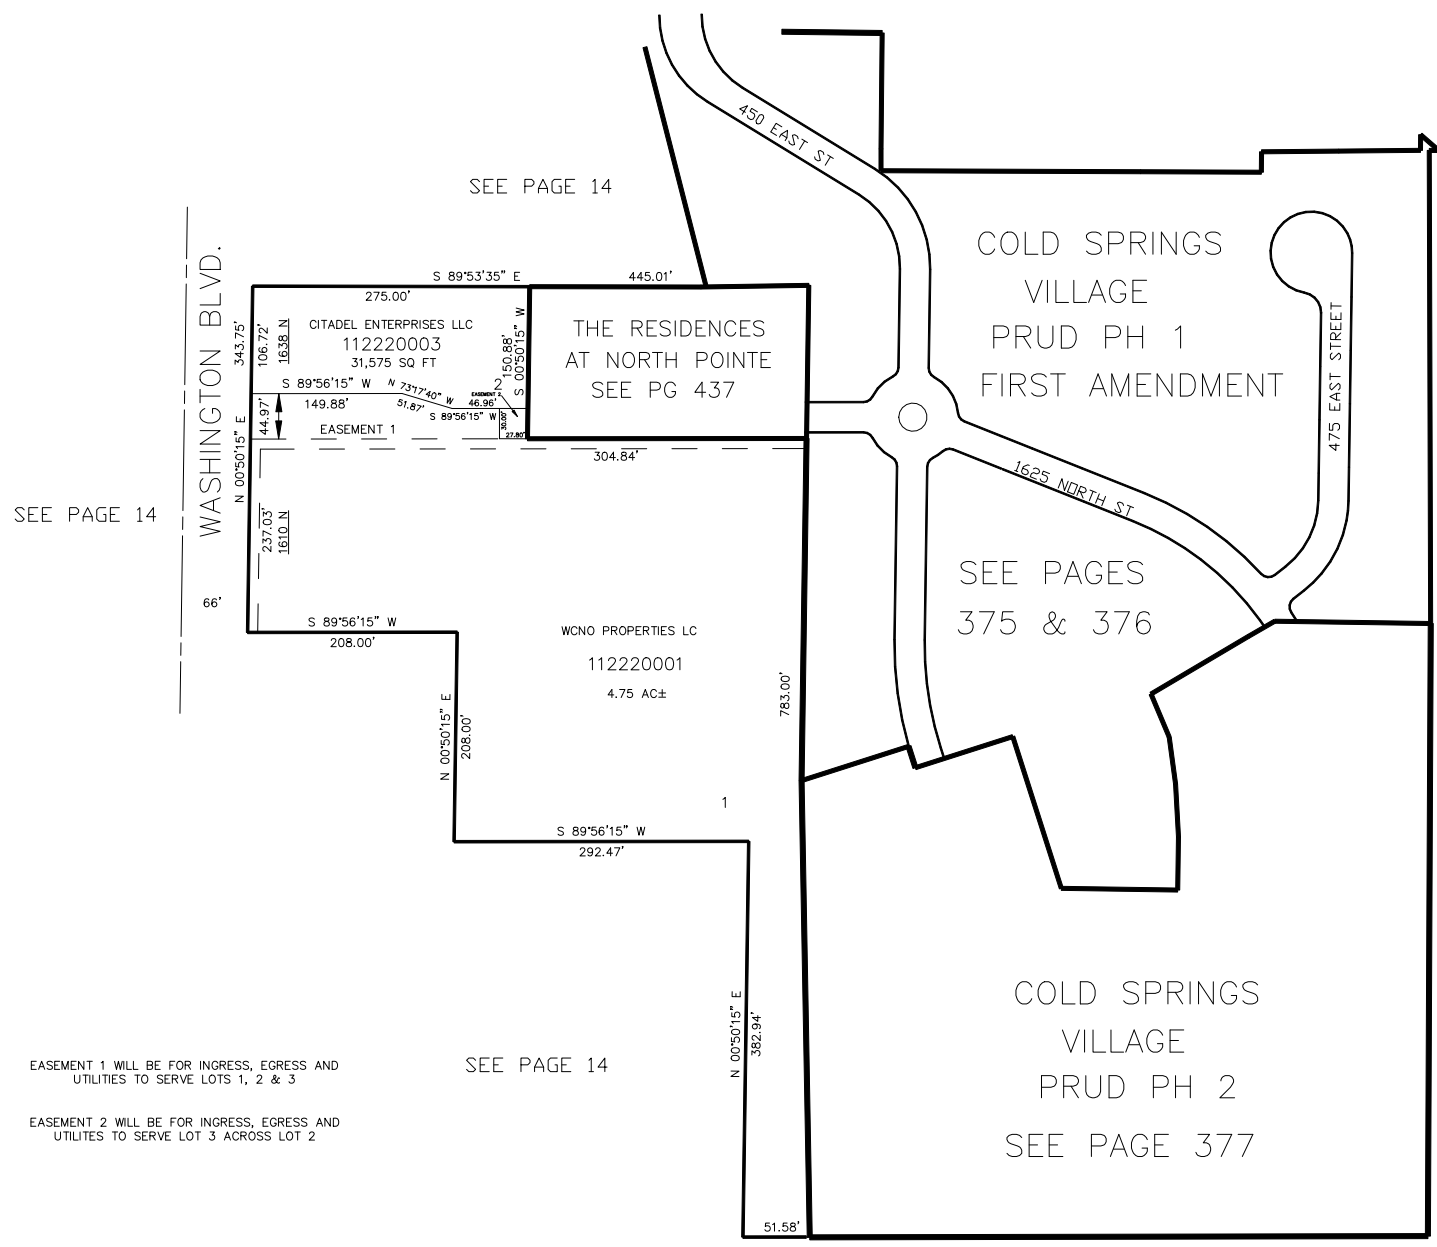 450 EAST ST
SEE PAGE 14
COLD SPRINGS
VILLAGE
PRUD PH 1
FIRST AMENDMENT
475 EAST STREET
WASHINGTON BLVD.
S 89°53'35" E
445.01'
275.00'
CITADEL ENTERPRISES LLC
112220003
31,575 SQ FT
343.75'
106.72'
1638 N
150.88'
S 00°50'15" W
THE RESIDENCES
AT NORTH POINTE
SEE PG 437
S 89°56'15" W
149.88'
N 73°17'40" W
51.87'
2
EASEMENT 2
46.96'
S 89°56'15" W
30.00'
27.80'
44.97'
EASEMENT 1
N 00°50'15" E
304.84'
1625 NORTH ST
SEE PAGE 14
237.03'
1610 N
66'
S 89°56'15" W
208.00'
WCNO PROPERTIES LC
112220001
4.75 AC±
SEE PAGES
375 & 376
783.00'
N 00°50'15" E
208.00'
1
S 89°56'15" W
292.47'
N 00°50'15" E
382.94'
51.58'
COLD SPRINGS
VILLAGE
PRUD PH 2
SEE PAGE 377
SEE PAGE 14
EASEMENT 1 WILL BE FOR INGRESS, EGRESS AND
UTILITIES TO SERVE LOTS 1, 2 & 3
EASEMENT 2 WILL BE FOR INGRESS, EGRESS AND
UTILITES TO SERVE LOT 3 ACROSS LOT 2